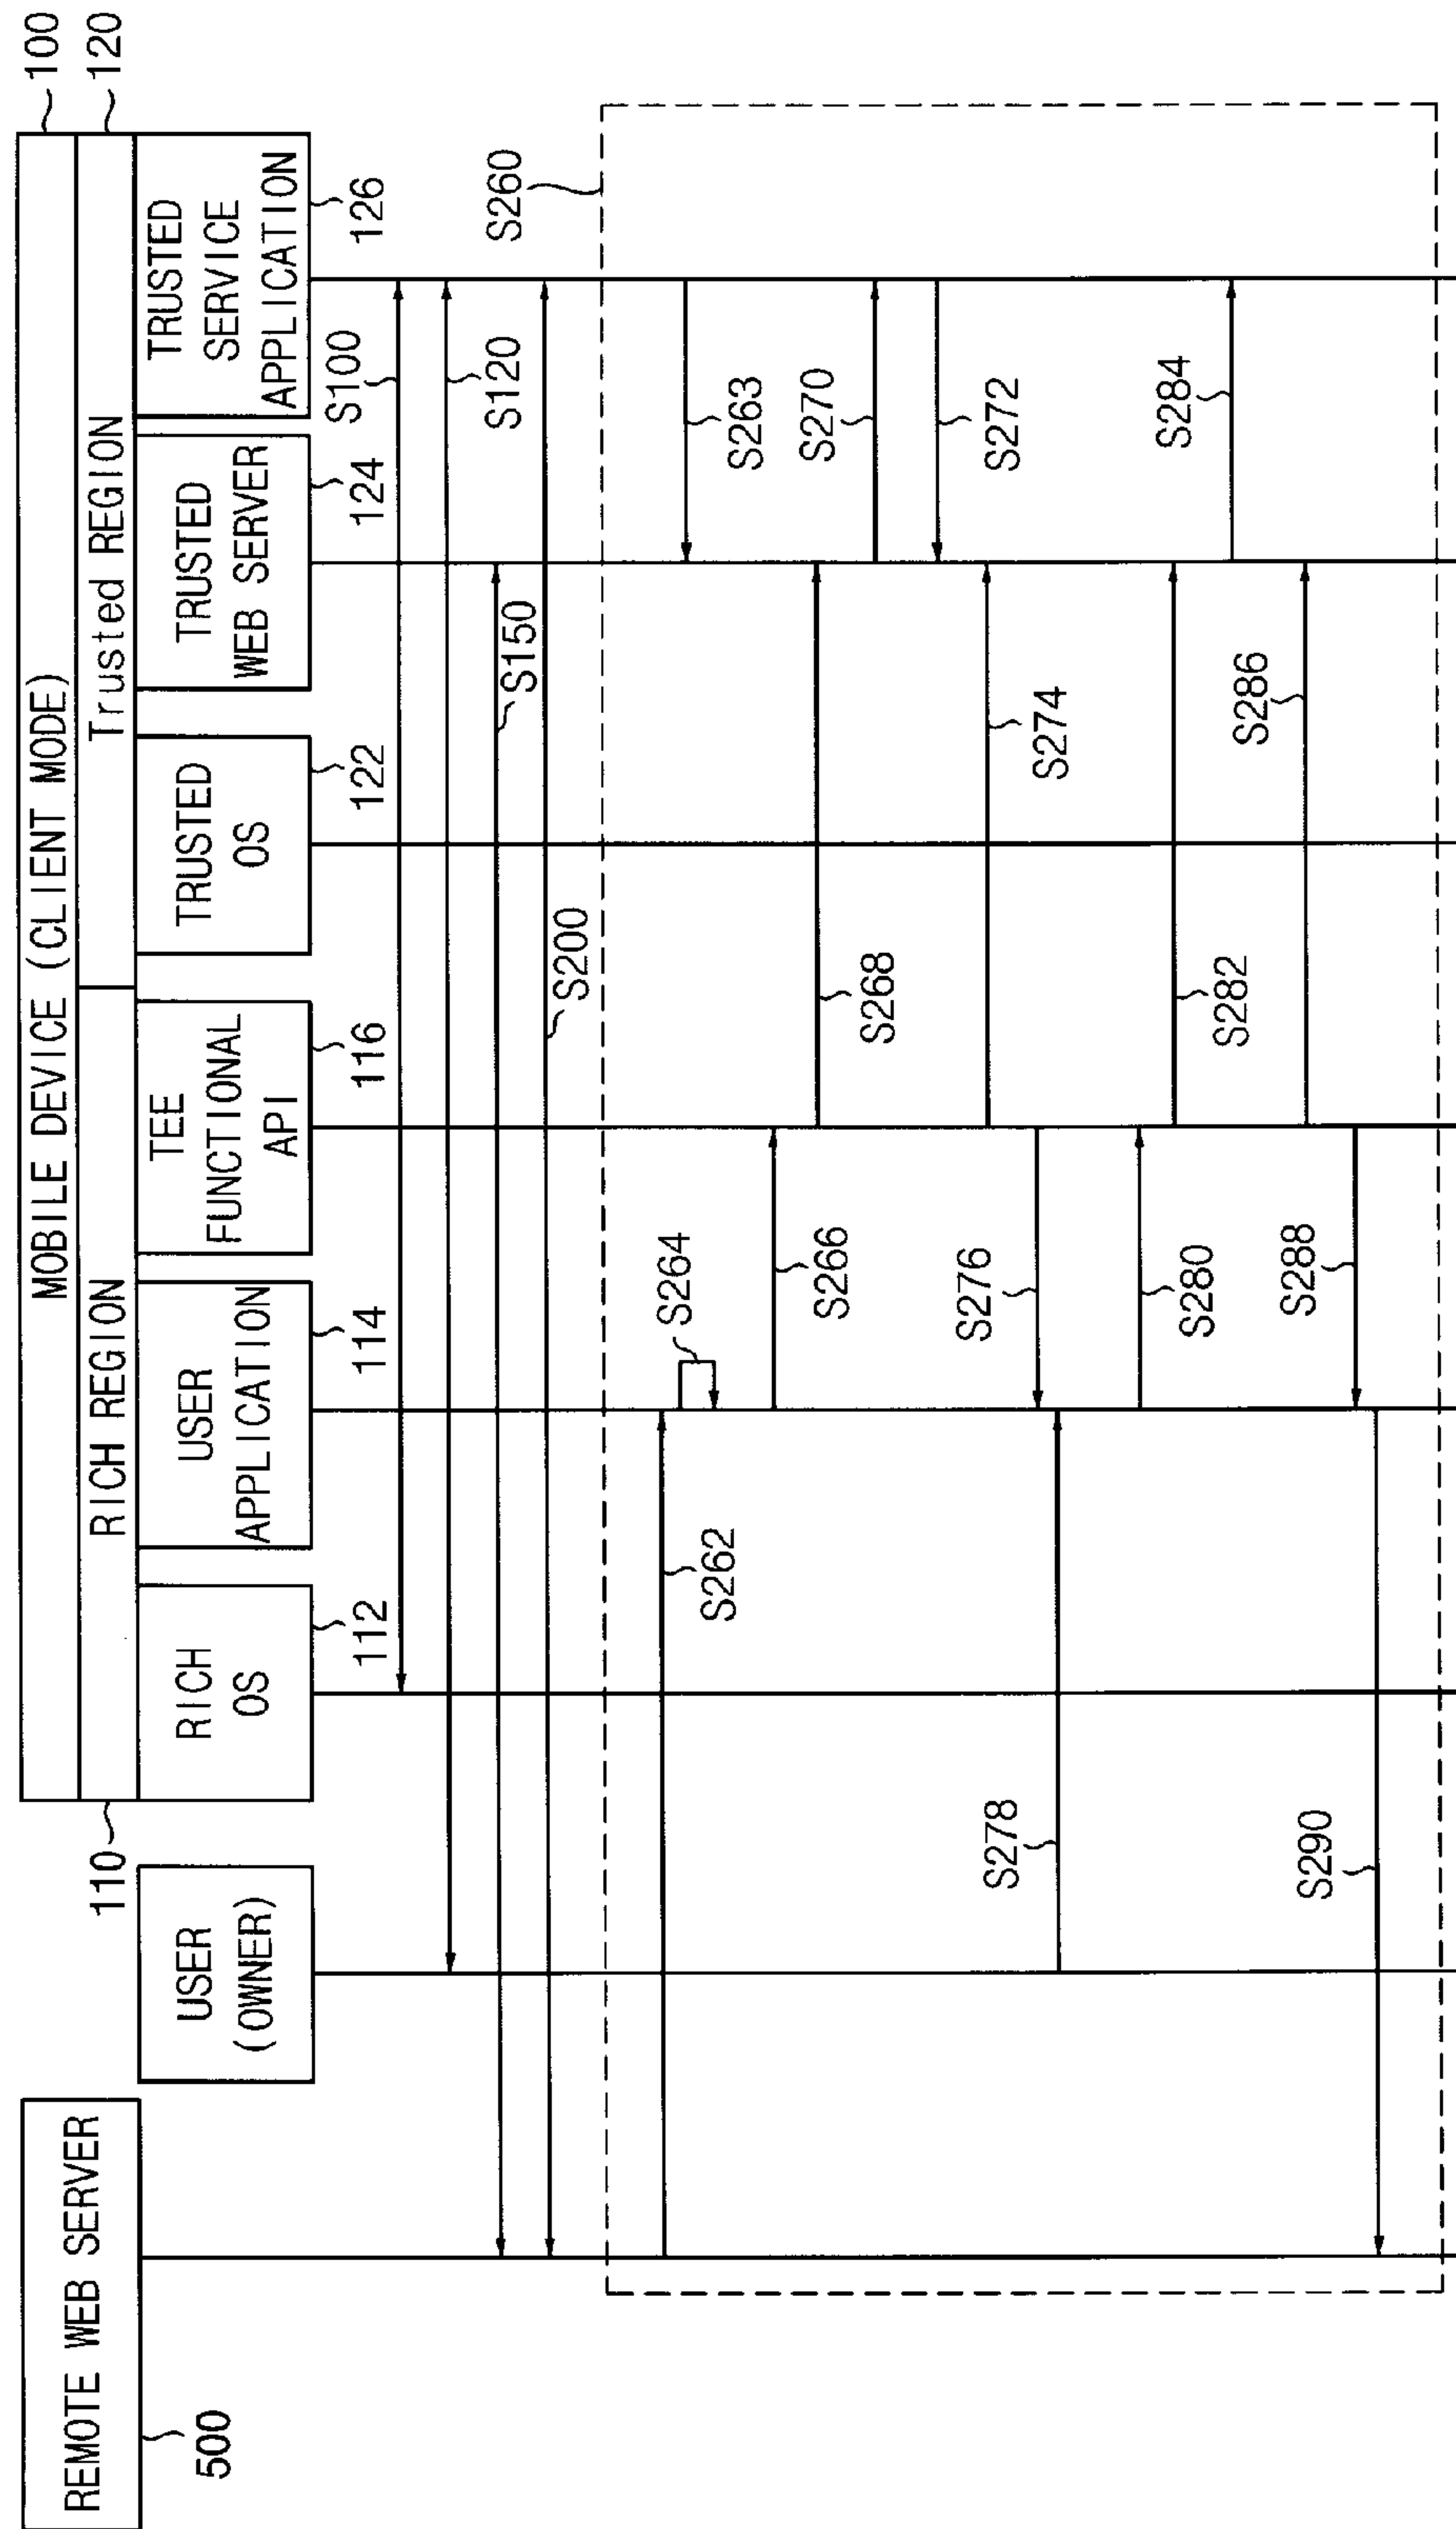 REMOTE WEB SERVER
500
MOBILE DEVICE (CLIENT MODE)
100
110
RICH REGION
Trusted REGION
120
USER
(OWNER)
RICH
OS
112
USER
APPLICATION
114
TEE
FUNCTIONAL
API
116
TRUSTED
OS
122
TRUSTED
WEB SERVER
124
TRUSTED
SERVICE
APPLICATION
126
S100
S120
S150
S200
S260
S262
S263
S264
S266
S268
S270
S272
S274
S276
S278
S280
S282
S284
S286
S288
S290